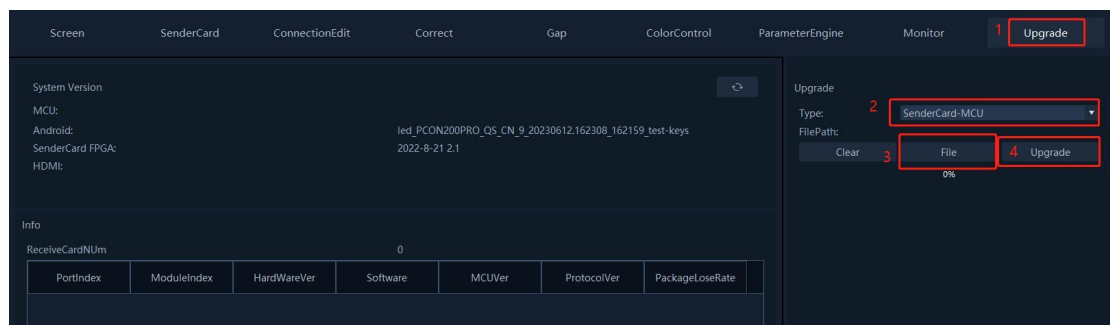 Screen SenderCard ConnectionEdit Correct Gap ColorControl ParameterEngine Monitor 1 Upgrade
System Version
MCU:
Android: led_PCON200PRO_QS_CN_9_20230612.162308_162159_test-keys
SenderCard FPGA: 2022-8-21 2.1
HDMI:
Upgrade
Type: 2 SenderCard-MCU
FilePath:
Clear 3 File 4 Upgrade
0%
Info
ReceiveCardNUm 0
PortIndex ModuleIndex HardWareVer Software MCUVer ProtocolVer PackageLoseRate